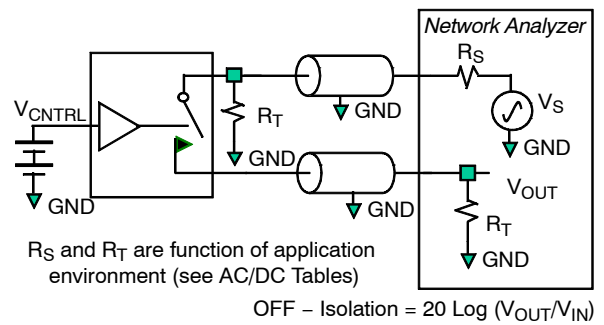 Network Analyzer
R_S
V_S
GND
V_CNTRL
R_T
GND
GND
GND
GND
V_OUT
R_T
GND
R_S and R_T are function of application
environment (see AC/DC Tables)
OFF – Isolation = 20 Log (V_OUT/V_IN)